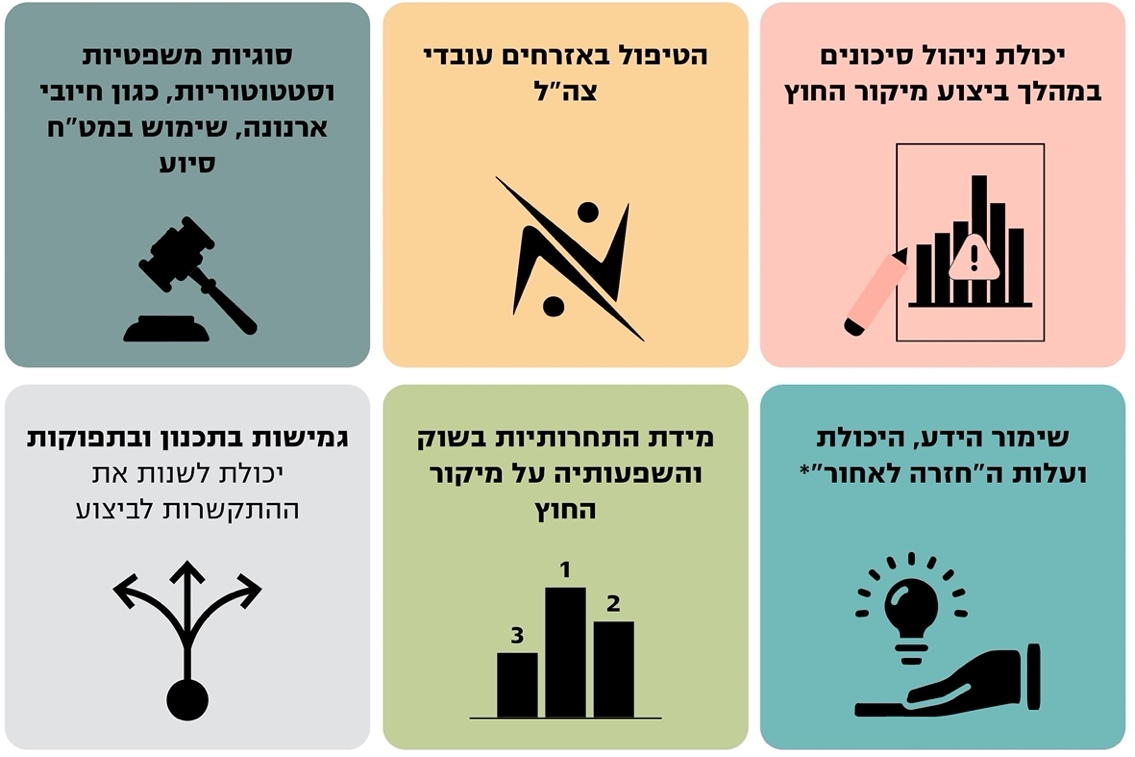 יכולת ניהול סיכונים
במהלך ביצוע מיקור החוץ
הטיפול באזרחים עובדי
צה"ל
סוגיות משפטיות
וסטטוטוריות, כגון חיובי
ארנונה, שימוש במט"ח
סיוע
שימור הידע, היכולת
ועלות ה"חזרה לאחור"*
מידת התחרותיות בשוק
והשפעותיה על מיקור
החוץ
1
2
3
גמישות בתכנון ובתפוקות
יכולת לשנות את
ההתקשרות לביצוע